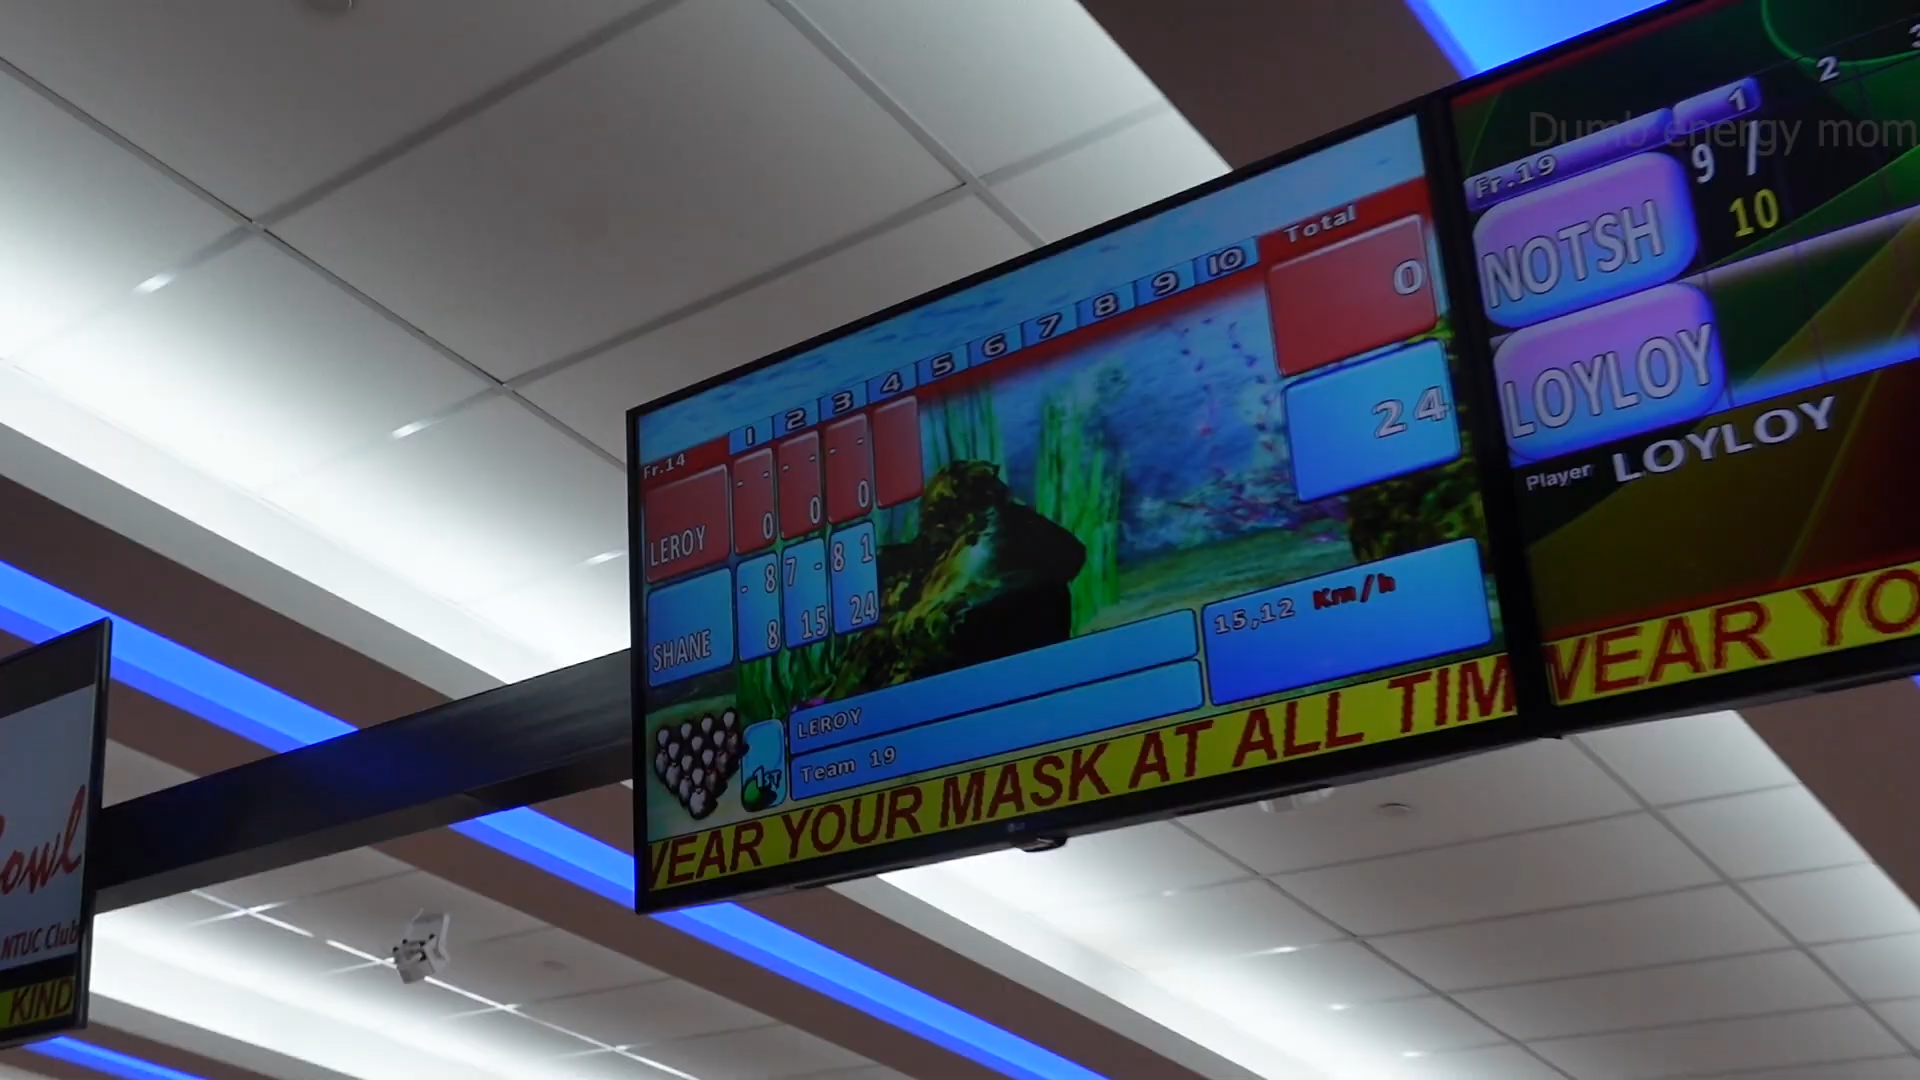 Dumb energy mom
1 2 3 4 5 6 7 8 9 10 Total
Fr.14
LEROY - - 0 - - 0 - - 0 0
SHANE - 8 8 7 - 15 8 1 24 24
15,12 Km/h
1ST
LEROY
Team 19
WEAR YOUR MASK AT ALL TIM
1 2
Fr.19
NOTSH 9 / 10
LOYLOY
Player LOYLOY
WEAR YO
owl
NTUC Club
KIND